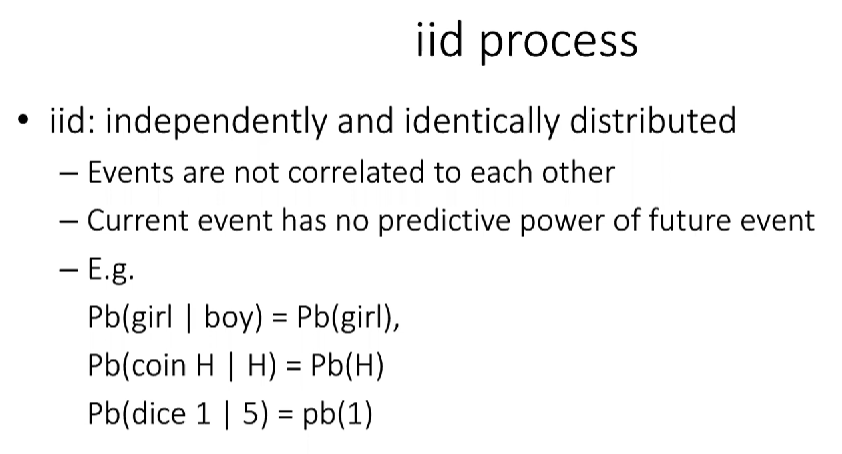 iid process
• iid: independently and identically distributed
– Events are not correlated to each other
– Current event has no predictive power of future event
– E.g.
Pb(girl | boy) = Pb(girl),
Pb(coin H | H) = Pb(H)
Pb(dice 1 | 5) = pb(1)